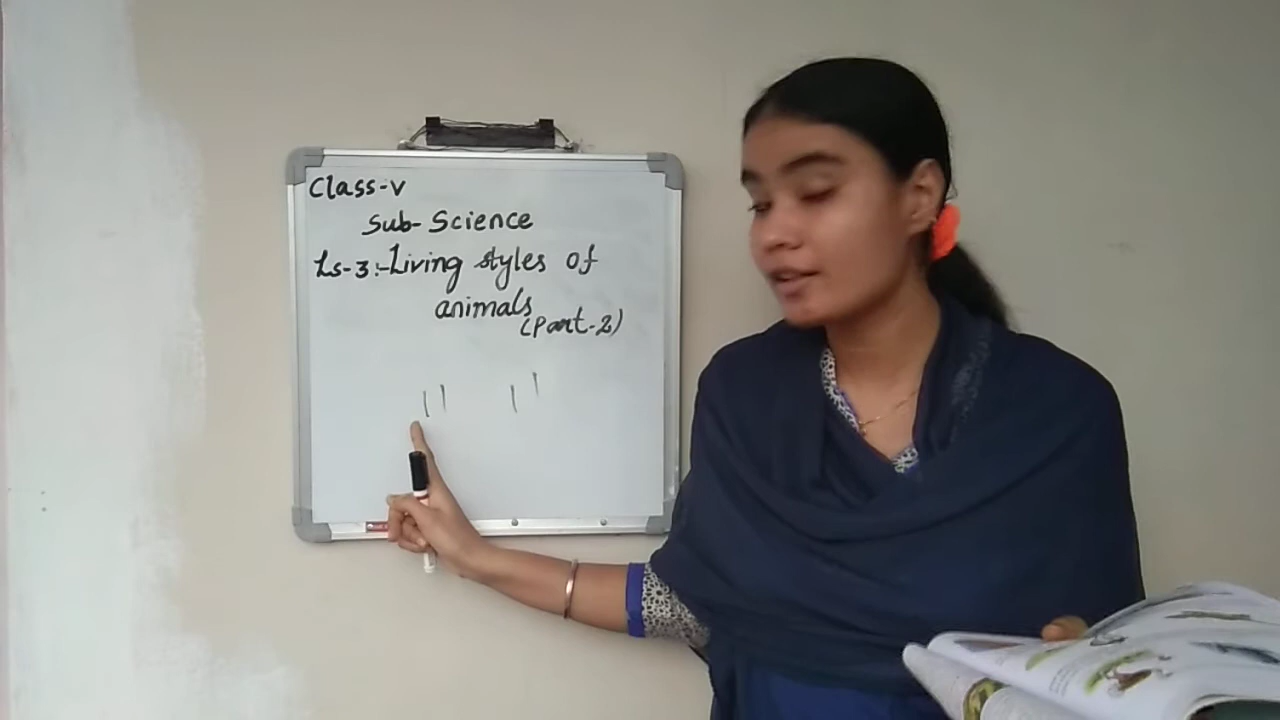 Class-V
Sub- Science
Ls-3:-Living styles of
animals
(Part-2)